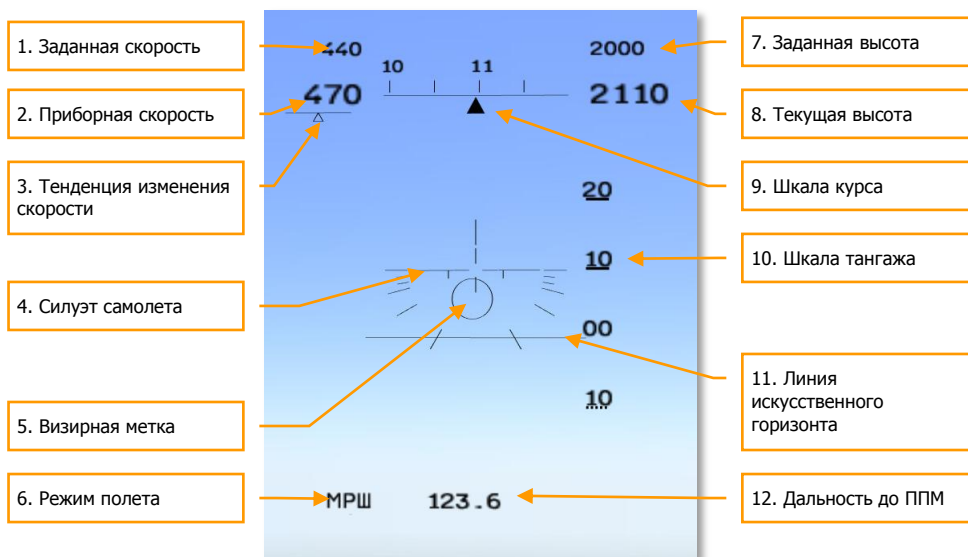 1. Заданная скорость
2. Приборная скорость
3. Тенденция изменения
скорости
4. Силуэт самолета
5. Визирная метка
6. Режим полета
440
470
10 11
2000
2110
20
10
00
10
МРШ 123.6
7. Заданная высота
8. Текущая высота
9. Шкала курса
10. Шкала тангажа
11. Линия
искусственного
горизонта
12. Дальность до ППМ